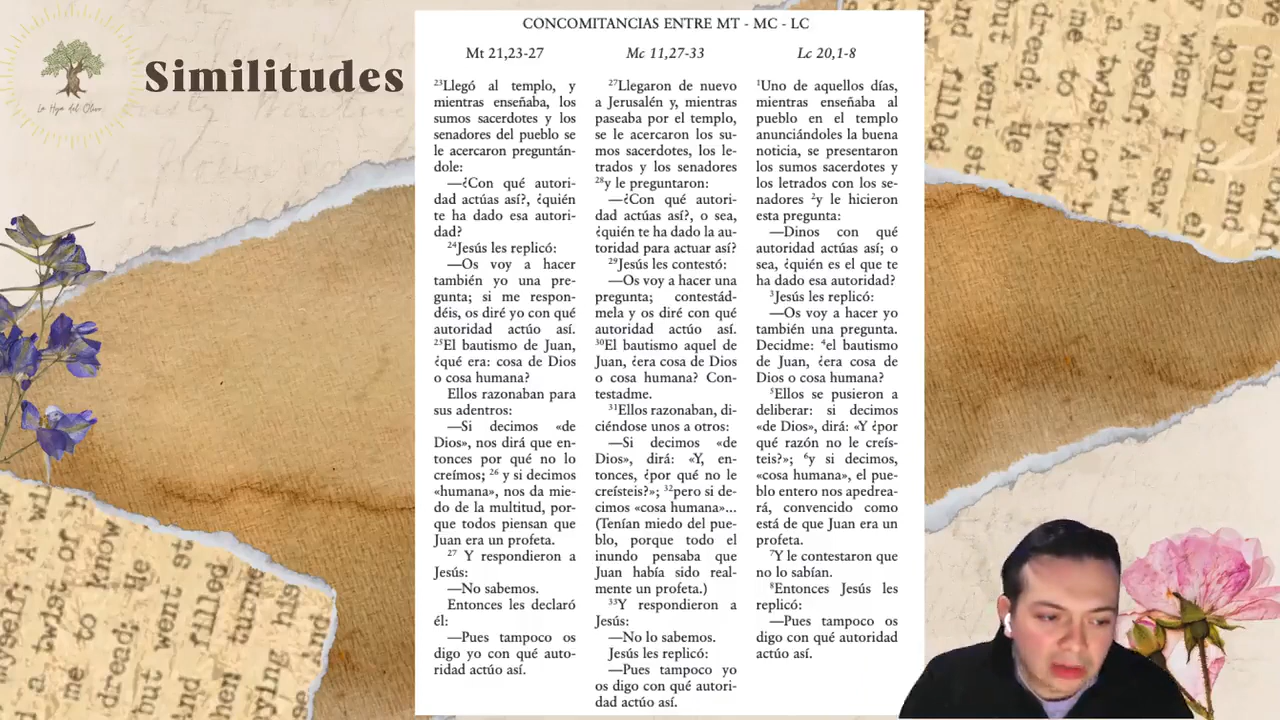 Similitudes
La Hoja del Olivo
CONCOMITANCIAS ENTRE MT - MC - LC
Mt 21,23-27
²³Llegó al templo, y
mientras enseñaba, los
sumos sacerdotes y los
senadores del pueblo se
le acercaron preguntán-
dole:
—¿Con qué autori-
dad actúas así?, ¿quién
te ha dado esa autori-
dad?
²⁴Jesús les replicó:
—Os voy a hacer
también yo una pre-
gunta; si me respon-
déis, os diré yo con qué
autoridad actúo así.
²⁵El bautismo de Juan,
¿qué era: cosa de Dios
o cosa humana?
Ellos razonaban para
sus adentros:
—Si decimos «de
Dios», nos dirá que en-
tonces por qué no lo
creímos; ²⁶ y si decimos
«humana», nos da mie-
do de la multitud, por-
que todos piensan que
Juan era un profeta.
²⁷ Y respondieron a
Jesús:
—No sabemos.
Entonces les declaró
él:
—Pues tampoco os
digo yo con qué auto-
ridad actúo así.
Mc 11,27-33
²⁷Llegaron de nuevo
a Jerusalén y, mientras
paseaba por el templo,
se le acercaron los su-
mos sacerdotes, los le-
trados y los senadores
²⁸y le preguntaron:
—¿Con qué autori-
dad actúas así?, o sea,
¿quién te ha dado la au-
toridad para actuar así?
²⁹Jesús les contestó:
—Os voy a hacer una
pregunta; contestád-
mela y os diré con qué
autoridad actúo así.
³⁰El bautismo aquel de
Juan, ¿era cosa de Dios
o cosa humana? Con-
testadme.
³¹Ellos razonaban, di-
ciéndose unos a otros:
—Si decimos «de
Dios», dirá: «Y, en-
tonces, ¿por qué no le
creísteis?»; ³²pero si de-
cimos «cosa humana»...
(Tenían miedo del pue-
blo, porque todo el
inundo pensaba que
Juan había sido real-
mente un profeta.)
³³Y respondieron a
Jesús:
—No lo sabemos.
Jesús les replicó:
—Pues tampoco yo
os digo con qué autori-
dad actúo así.
Lc 20,1-8
¹Uno de aquellos días,
mientras enseñaba al
pueblo en el templo
anunciándoles la buena
noticia, se presentaron
los sumos sacerdotes y
los letrados con los se-
nadores ²y le hicieron
esta pregunta:
—Dinos con qué
autoridad actúas así; o
sea, ¿quién es el que te
ha dado esa autoridad?
³Jesús les replicó:
—Os voy a hacer yo
también una pregunta.
Decidme: ⁴el bautismo
de Juan, ¿era cosa de
Dios o cosa humana?
⁵Ellos se pusieron a
deliberar: si decimos
«de Dios», dirá: «Y ¿por
qué razón no le creís-
teis?»; ⁶y si decimos,
«cosa humana», el pue-
blo entero nos apedrea-
rá, convencido como
está de que Juan era un
profeta.
⁷Y le contestaron que
no lo sabían.
⁸Entonces Jesús les
replicó:
—Pues tampoco os
digo con qué autoridad
actúo así.